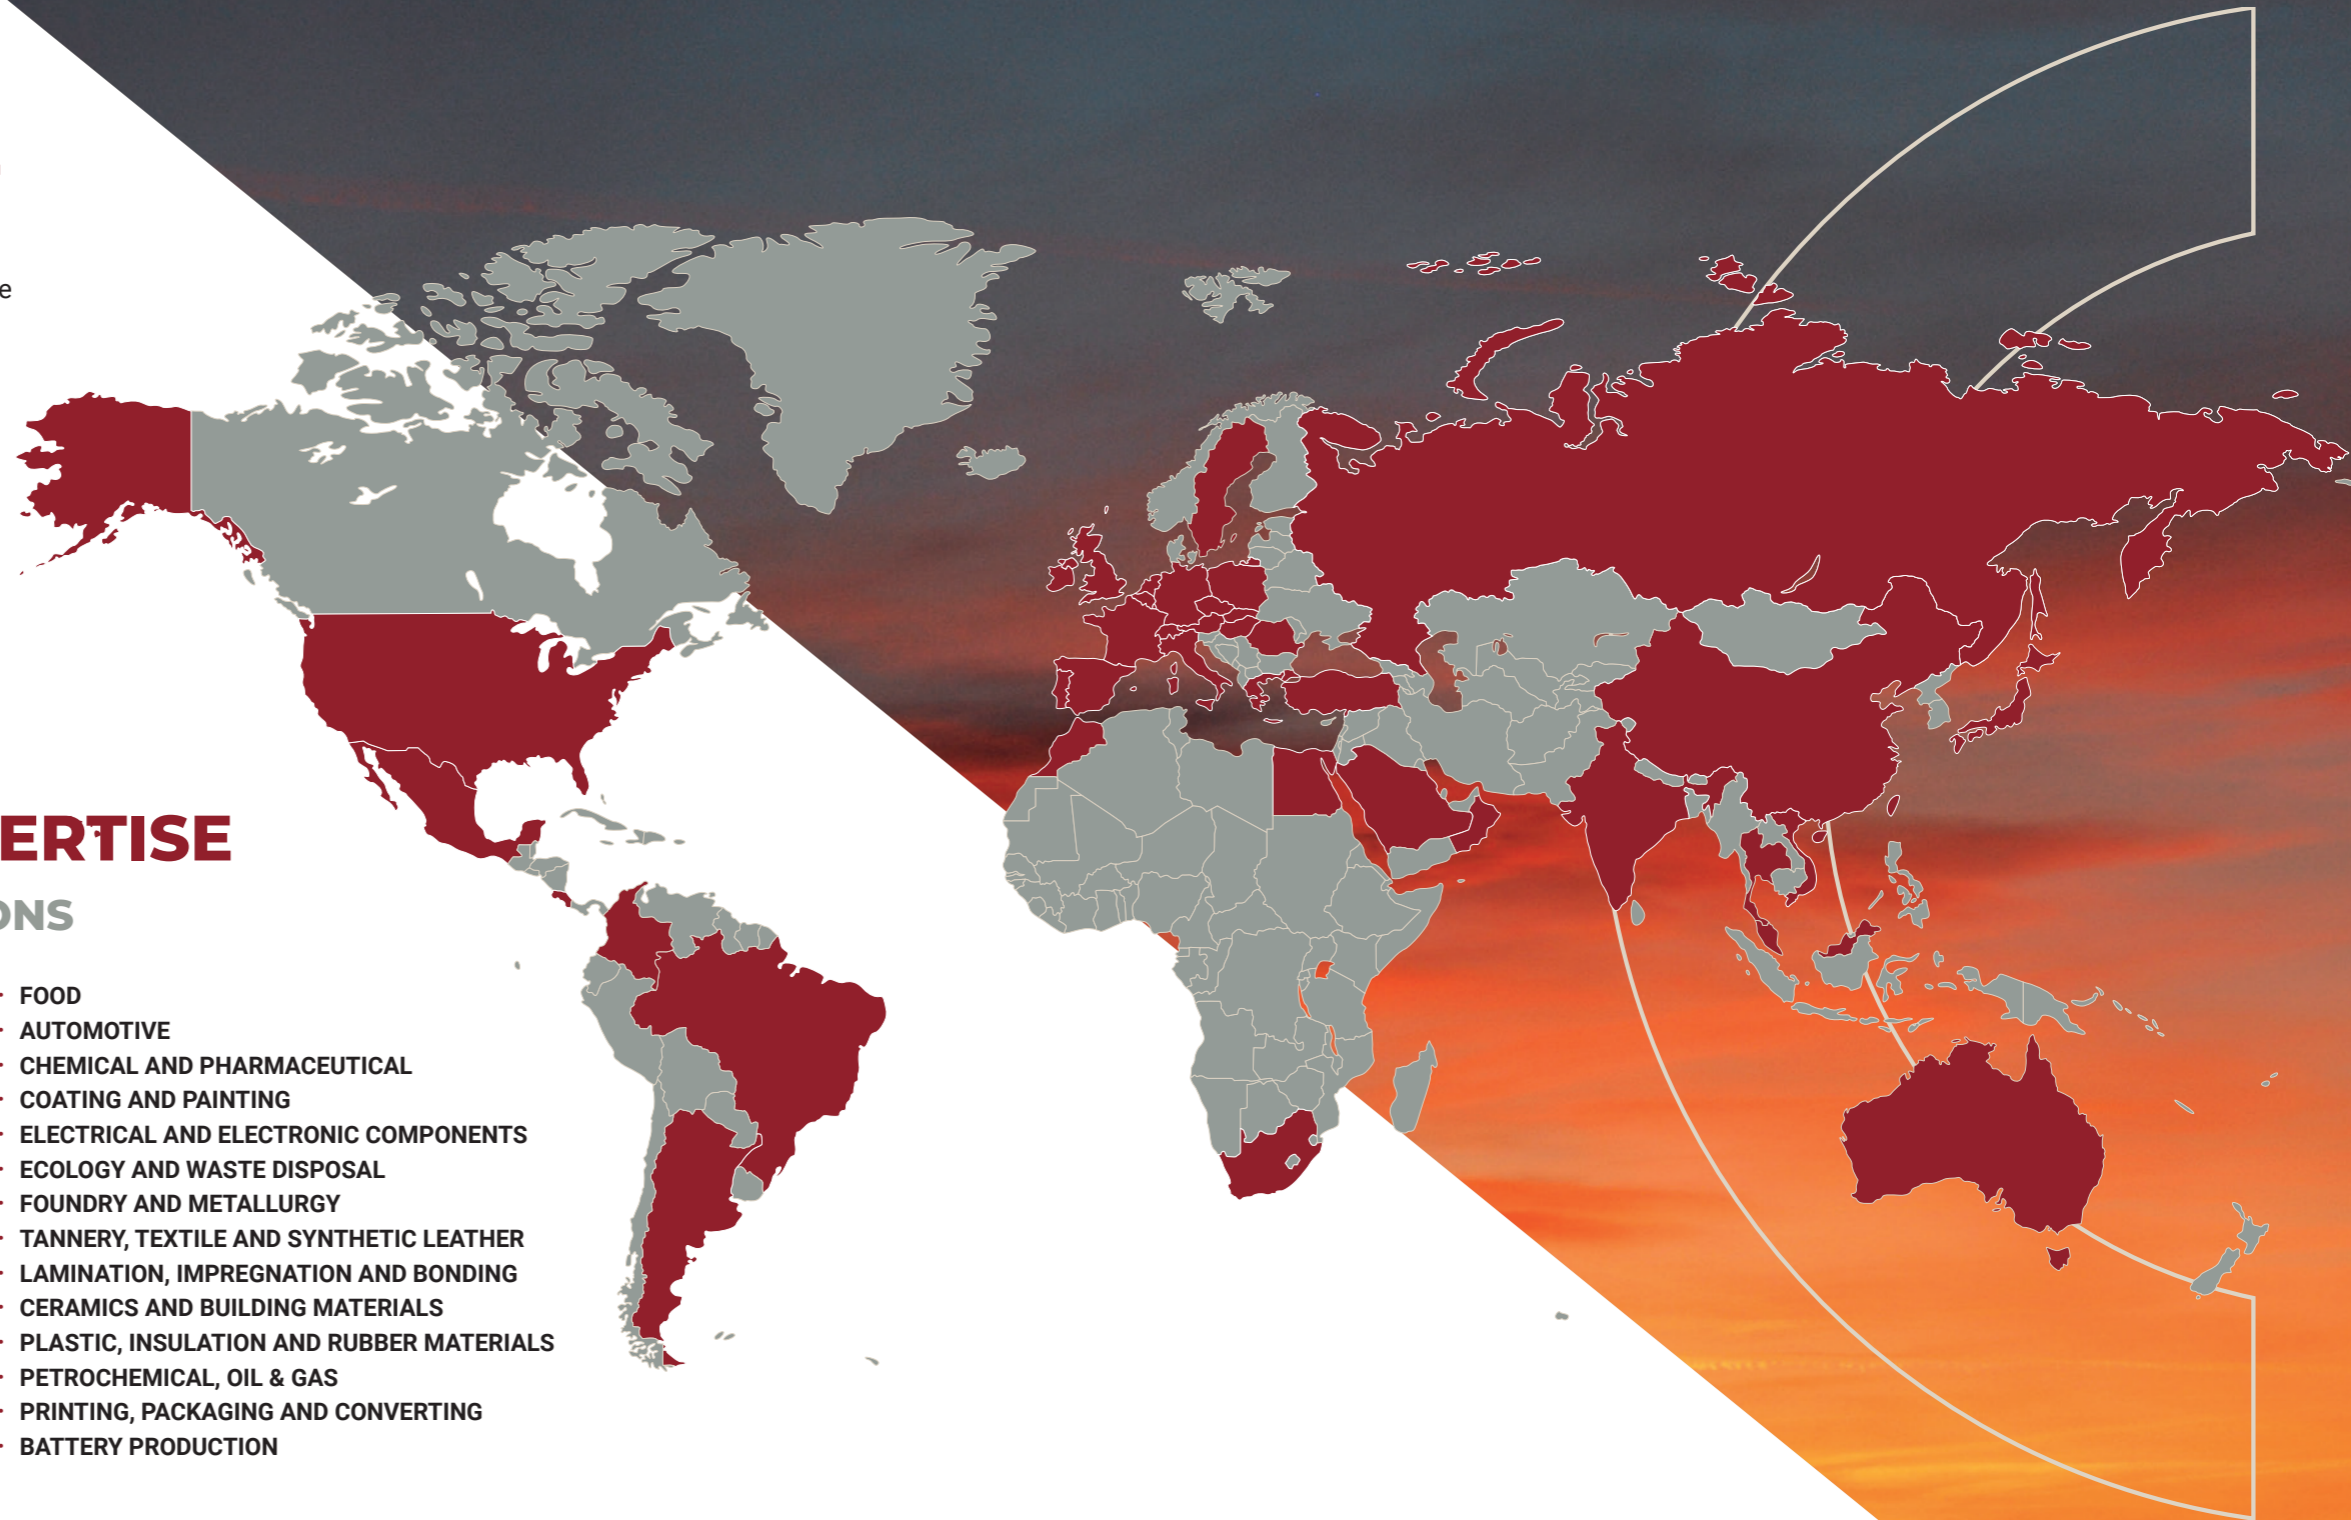 e
ERTISE
ONS
FOOD
AUTOMOTIVE
CHEMICAL AND PHARMACEUTICAL
COATING AND PAINTING
ELECTRICAL AND ELECTRONIC COMPONENTS
ECOLOGY AND WASTE DISPOSAL
FOUNDRY AND METALLURGY
TANNERY, TEXTILE AND SYNTHETIC LEATHER
LAMINATION, IMPREGNATION AND BONDING
CERAMICS AND BUILDING MATERIALS
PLASTIC, INSULATION AND RUBBER MATERIALS
PETROCHEMICAL, OIL & GAS
PRINTING, PACKAGING AND CONVERTING
BATTERY PRODUCTION